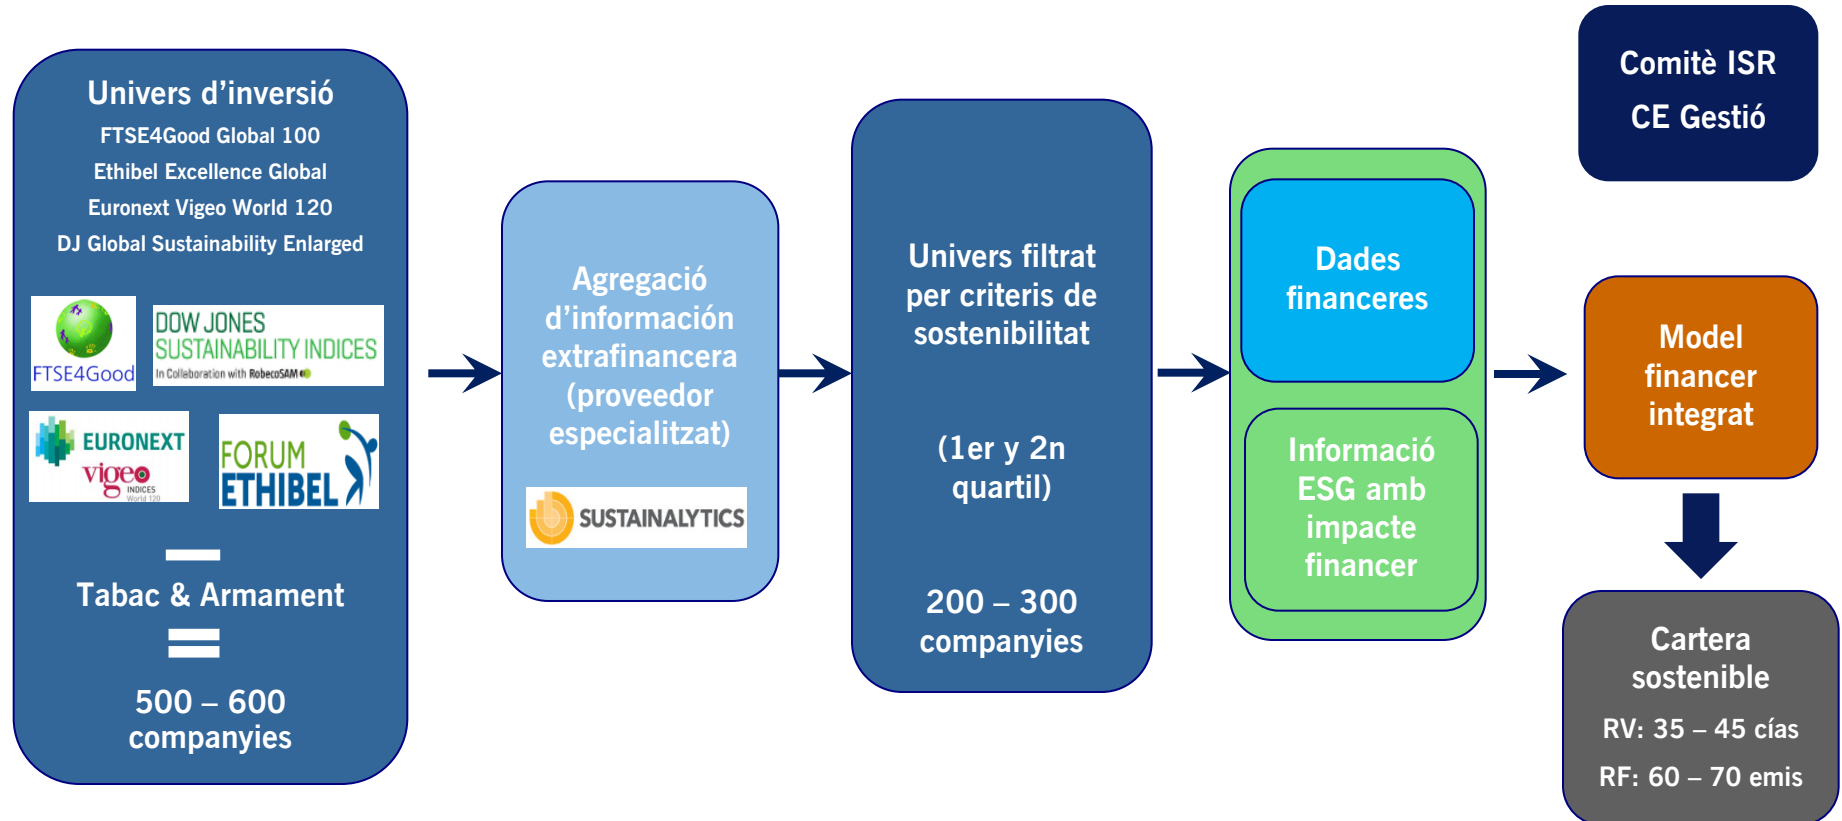 Univers d'inversió
FTSE4Good Global 100
Ethibel Excellence Global
Euronext Vigeo World 120
DJ Global Sustainability Enlarged
FTSE4Good
DOW JONES
SUSTAINABILITY INDICES
In Collaboration with RobecoSAM
EURONEXT
vigeo
INDICES
World 120
FORUM
ETHIBEL
Tabac & Armament
500 – 600
companyies
Agregació
d'información
extrafinancera
(proveedor
especialitzat)
SUSTAINALYTICS
Univers filtrat
per criteris de
sostenibilitat
(1er y 2n
quartil)
200 – 300
companyies
Dades
financeres
Informació
ESG amb
impacte
financer
Comitè ISR
CE Gestió
Model
financer
integrat
Cartera
sostenible
RV: 35 – 45 cías
RF: 60 – 70 emis